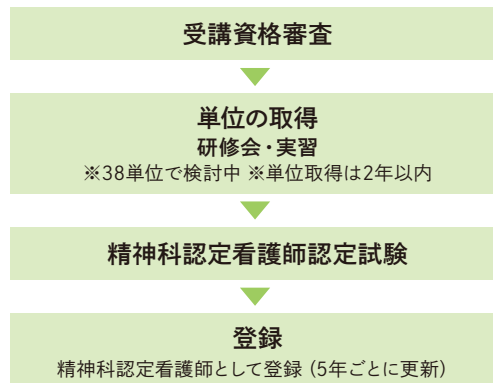 受講資格審査
単位の取得
研修会・実習
※38単位で検討中 ※単位取得は2年以内
精神科認定看護師認定試験
登録
精神科認定看護師として登録（5年ごとに更新）